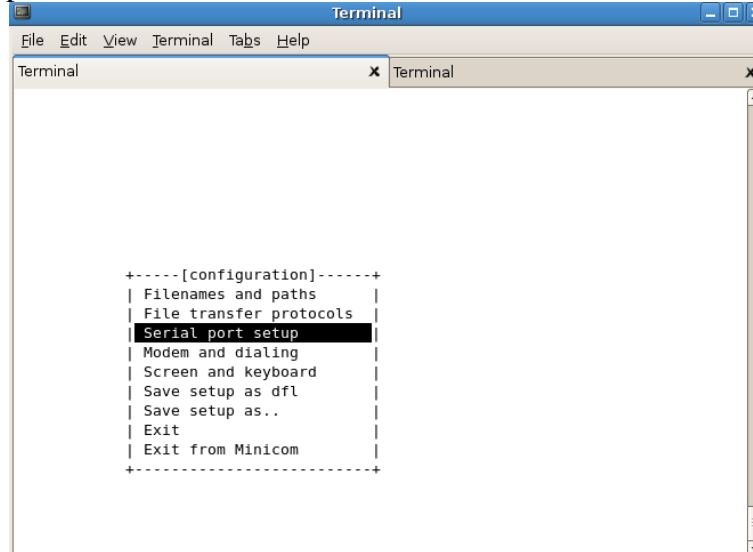 Terminal
File Edit View Terminal Tabs Help
Terminal x Terminal x
+-----[configuration]------+
| Filenames and paths |
| File transfer protocols |
| Serial port setup |
| Modem and dialing |
| Screen and keyboard |
| Save setup as dfl |
| Save setup as.. |
| Exit |
| Exit from Minicom |
+--------------------------+